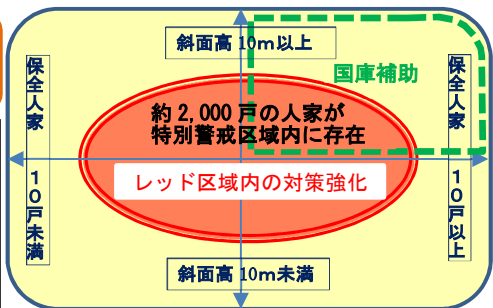 斜面高10m以上
国庫補助
保全人家
保全人家
約2,000戸の人家が
特別警戒区域内に存在
レッド区域内の対策強化
10戸未満
10戸以上
斜面高10m未満